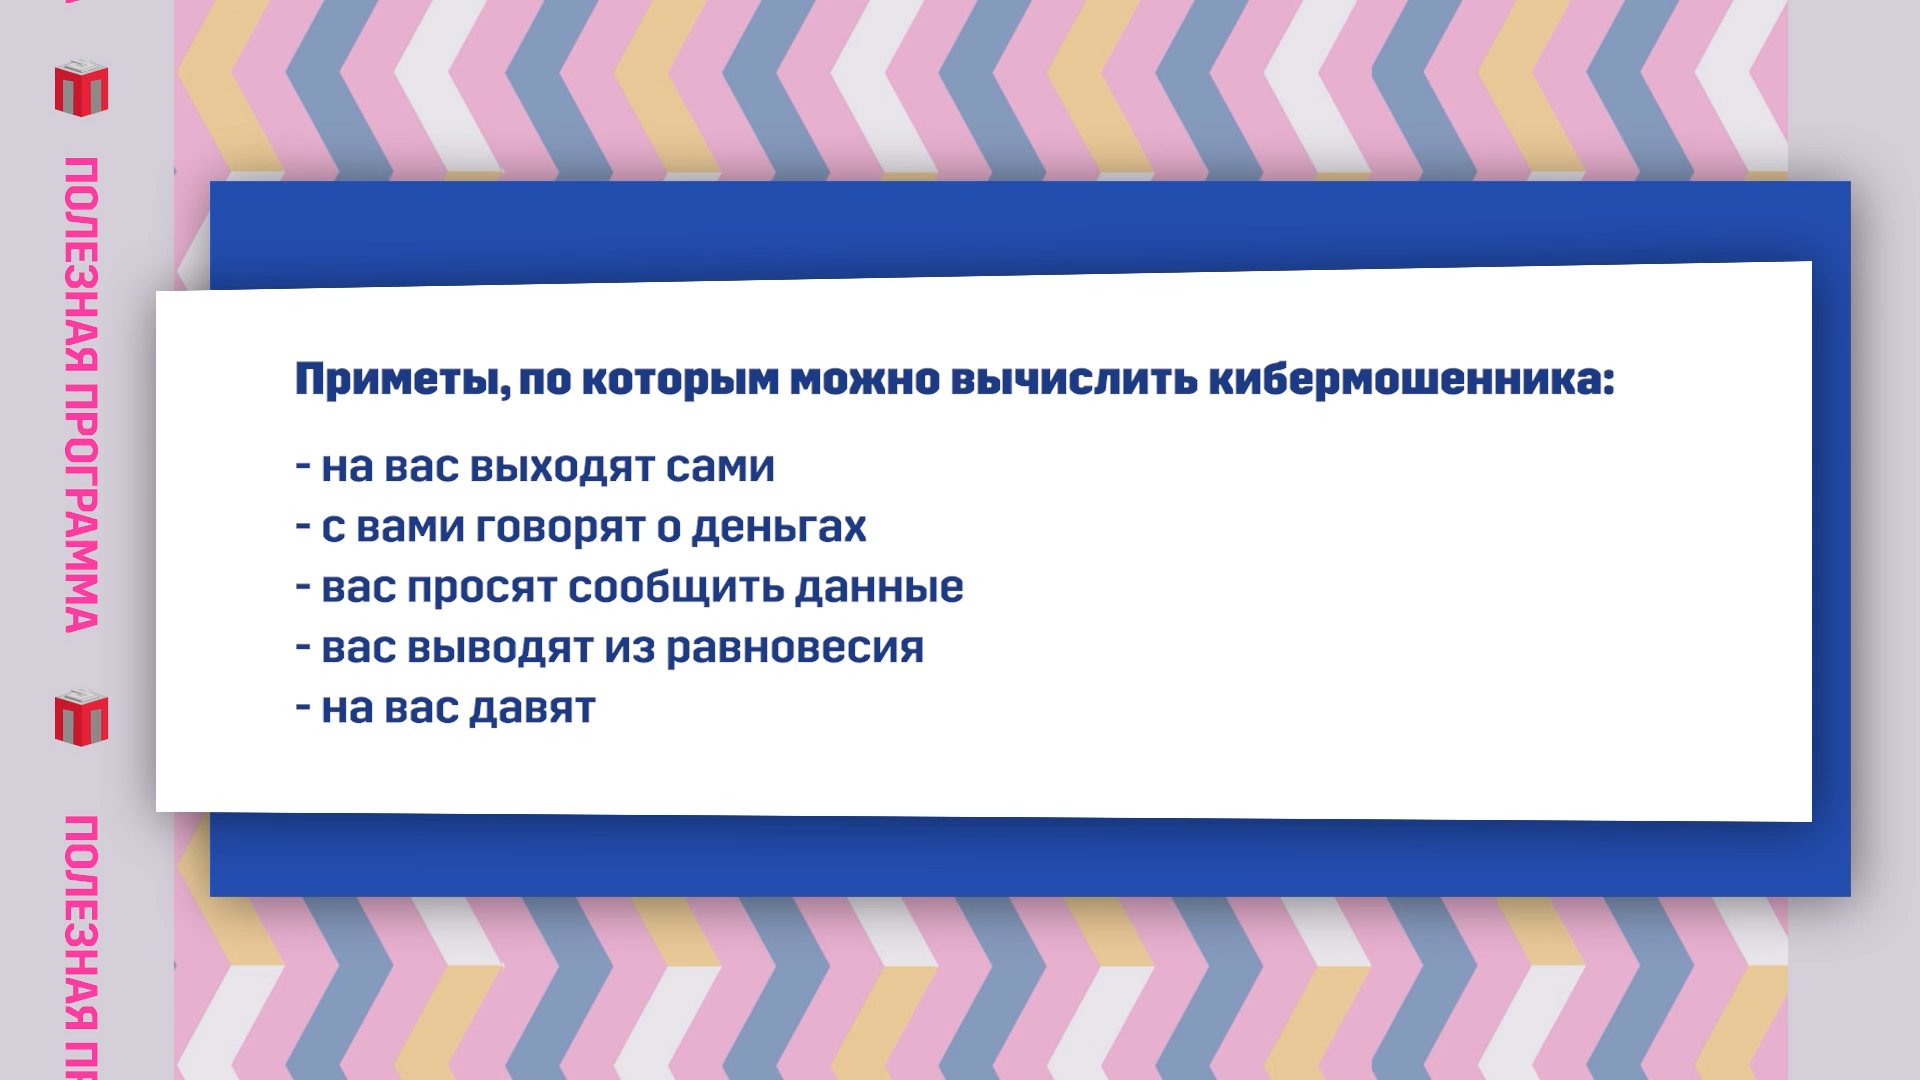 ПОЛЕЗНАЯ ПРОГРАММА
Приметы, по которым можно вычислить кибермошенника:
- на вас выходят сами
- с вами говорят о деньгах
- вас просят сообщить данные
- вас выводят из равновесия
- на вас давят
ПОЛЕЗНАЯ